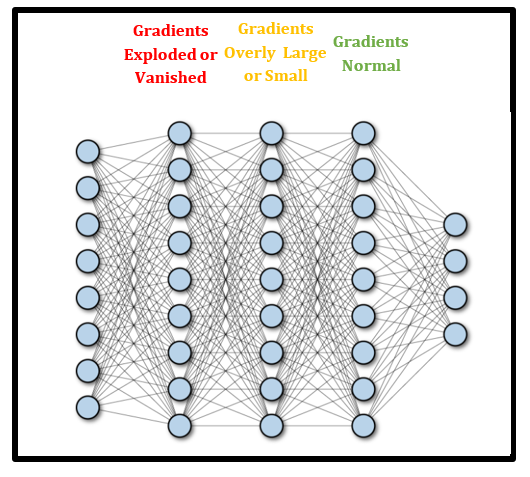 Gradients
Exploded or
Vanished
Gradients
Overly Large
or Small
Gradients
Normal